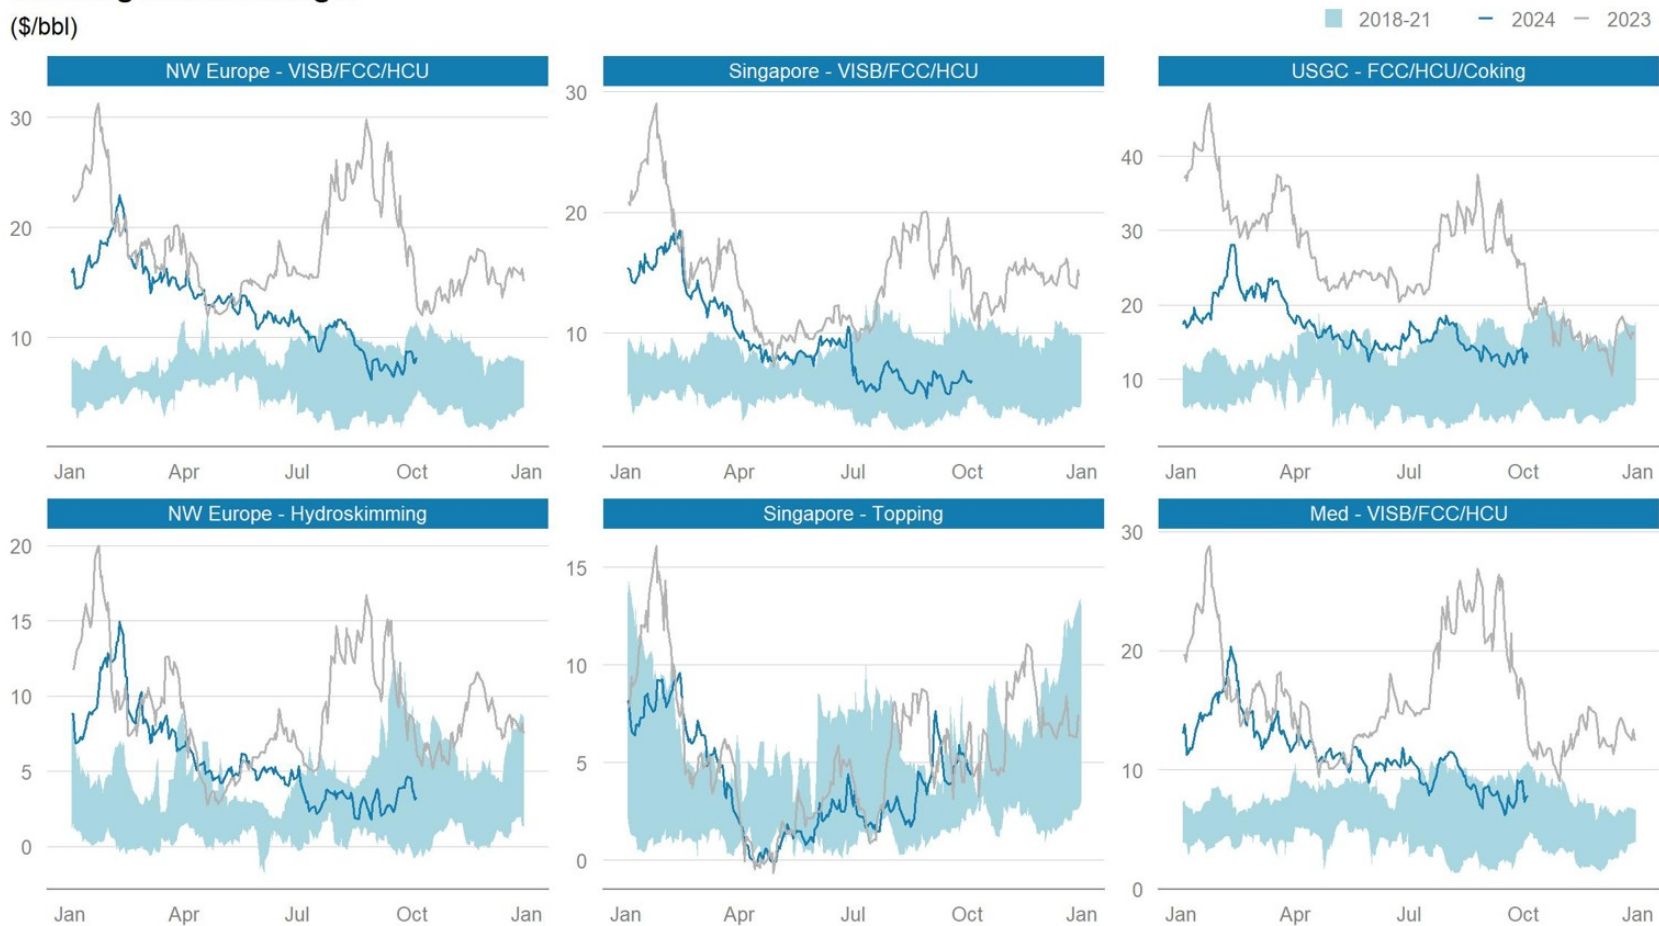 ($/bbl)
2018-21 2024 2023
NW Europe - VISB/FCC/HCU
30
20
10
Jan Apr Jul Oct Jan
Singapore - VISB/FCC/HCU
30
20
10
Jan Apr Jul Oct Jan
USGC - FCC/HCU/Coking
40
30
20
10
Jan Apr Jul Oct Jan
NW Europe - Hydroskimming
20
15
10
5
0
Jan Apr Jul Oct Jan
Singapore - Topping
15
10
5
0
Jan Apr Jul Oct Jan
Med - VISB/FCC/HCU
30
20
10
0
Jan Apr Jul Oct Jan